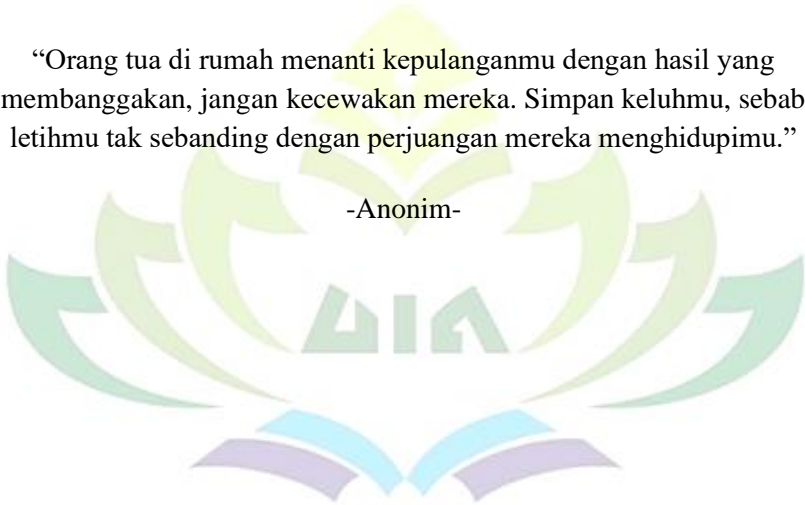 “Orang tua di rumah menanti kepulanganmu dengan hasil yang
membanggakan, jangan kecewakan mereka. Simpan keluhmu, sebab
letihmu tak sebanding dengan perjuangan mereka menghidupimu.”
-Anonim-
UIN